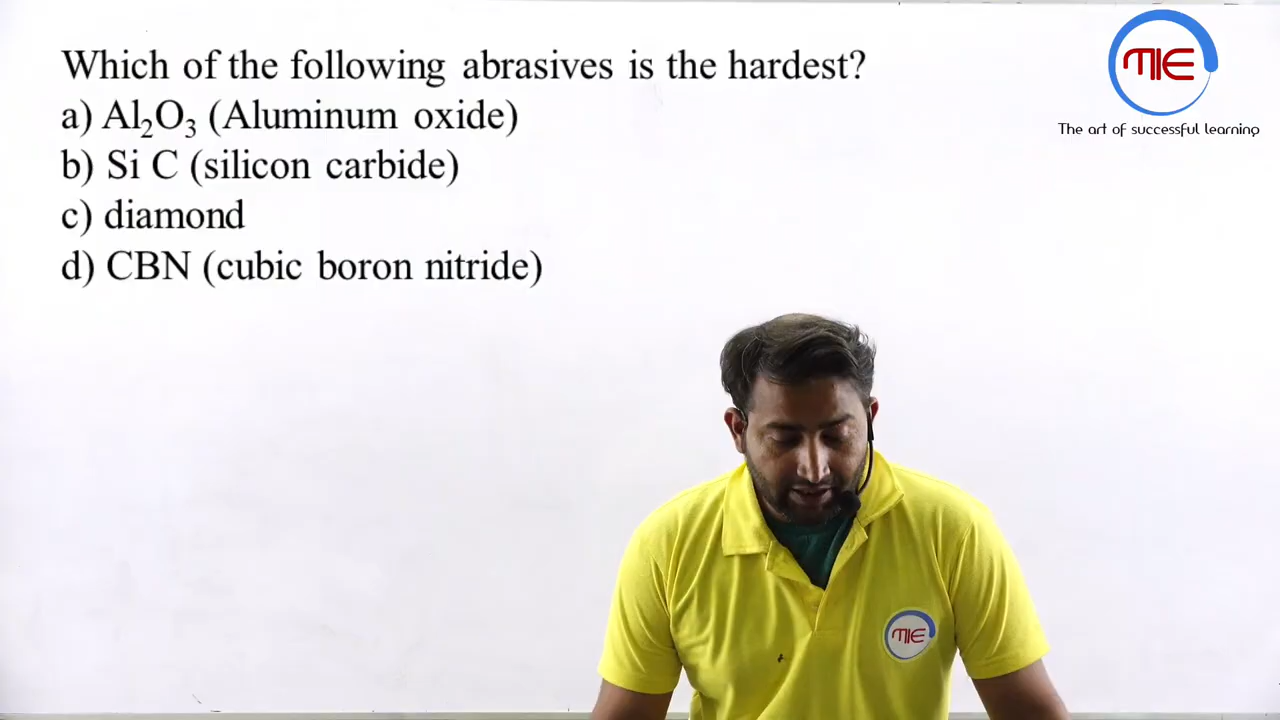 Which of the following abrasives is the hardest?
a) Al₂O₃ (Aluminum oxide)
b) Si C (silicon carbide)
c) diamond
d) CBN (cubic boron nitride)
MIE
The art of successful learning
MIE